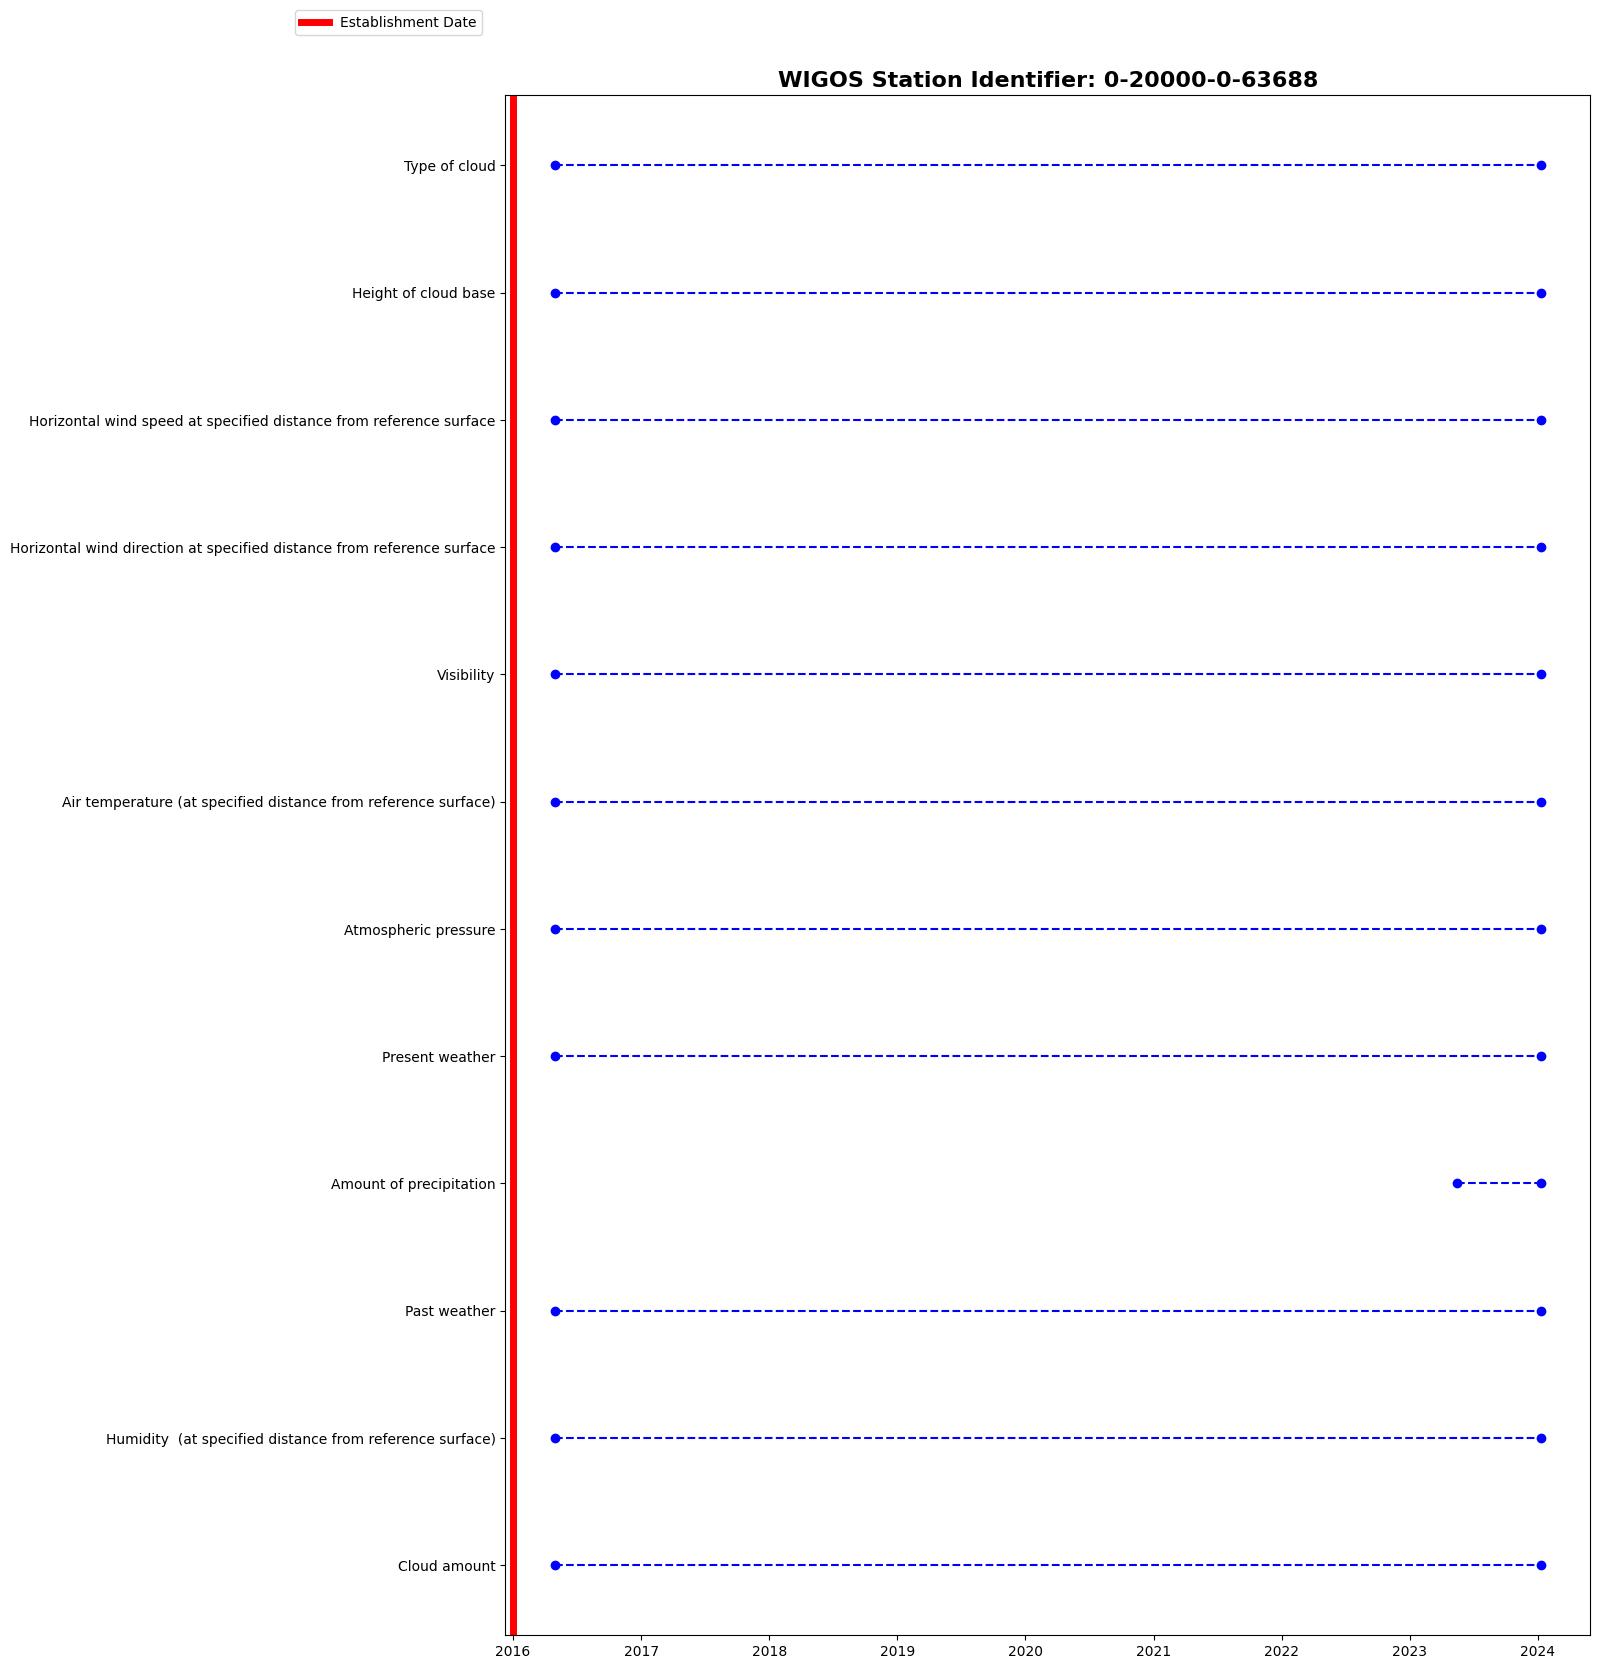 Establishment Date
WIGOS Station Identifier: 0-20000-0-63688
Type of cloud
Height of cloud base
Horizontal wind speed at specified distance from reference surface
Horizontal wind direction at specified distance from reference surface
Visibility
Air temperature (at specified distance from reference surface)
Atmospheric pressure
Present weather
Amount of precipitation
Past weather
Humidity  (at specified distance from reference surface)
Cloud amount
2016 2017 2018 2019 2020 2021 2022 2023 2024